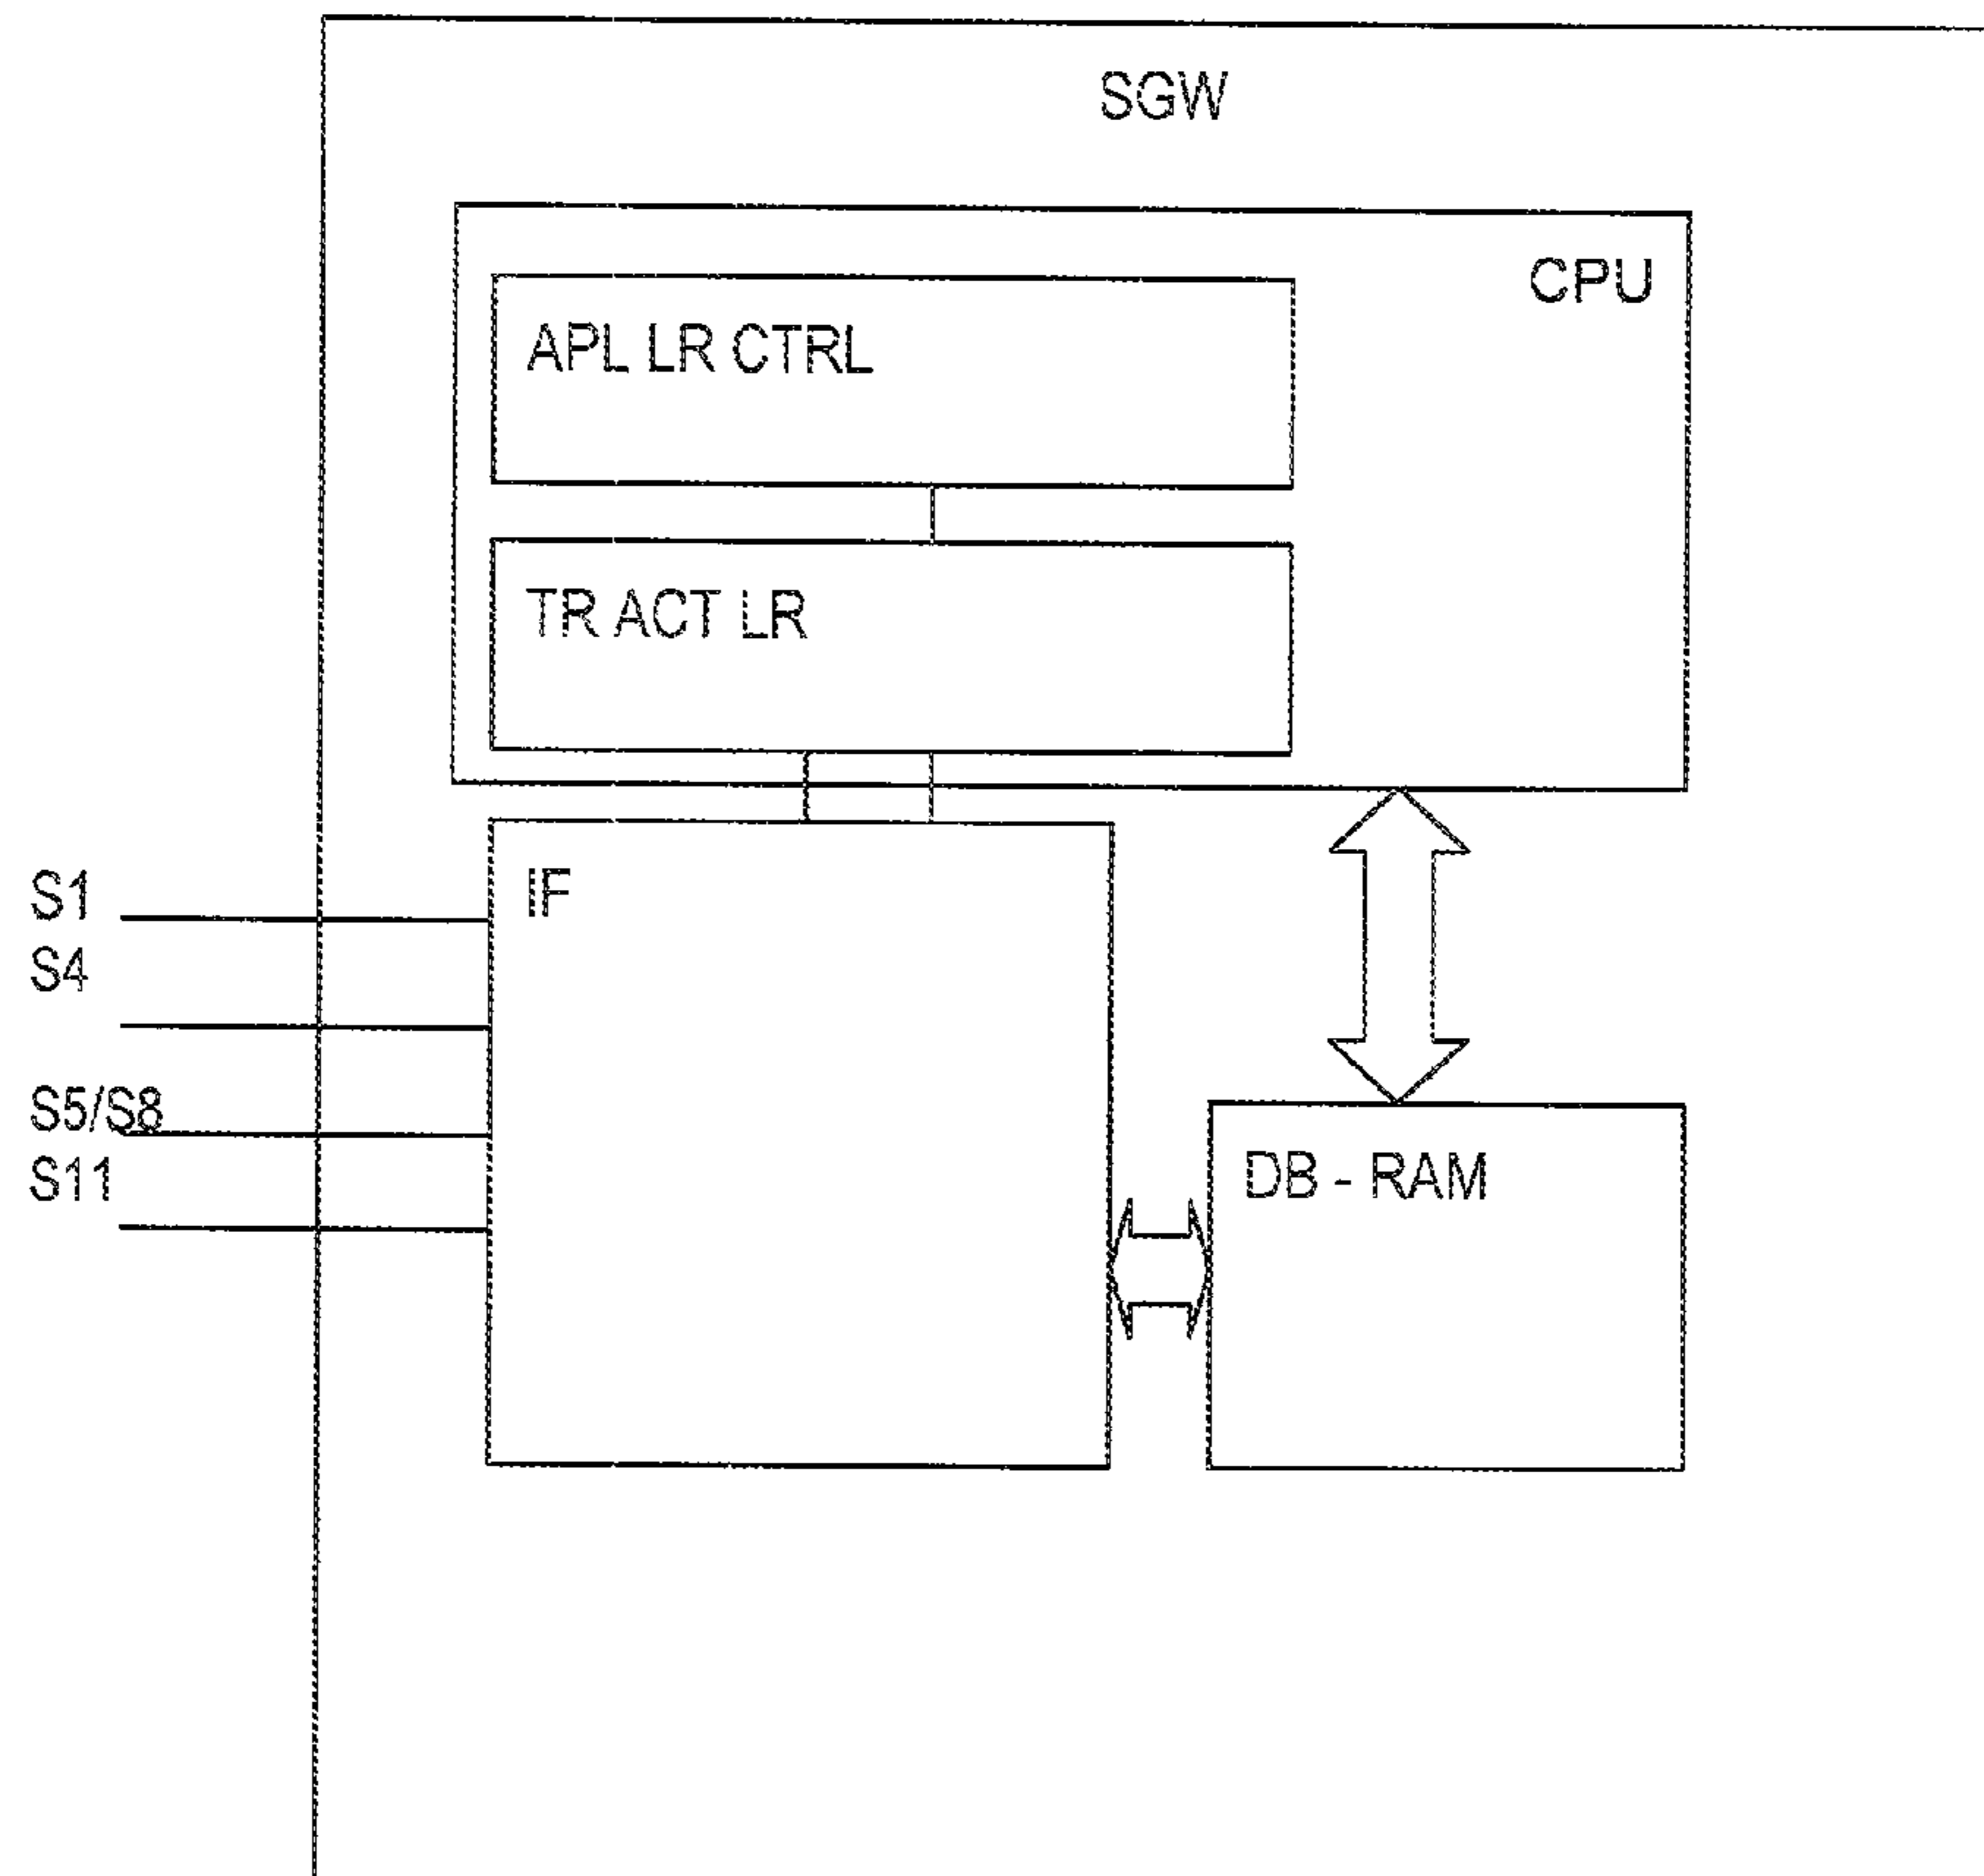 SGW
CPU
APL LR CTRL
TR ACT LR
IF
S1
S4
S5/S8
S11
DB - RAM